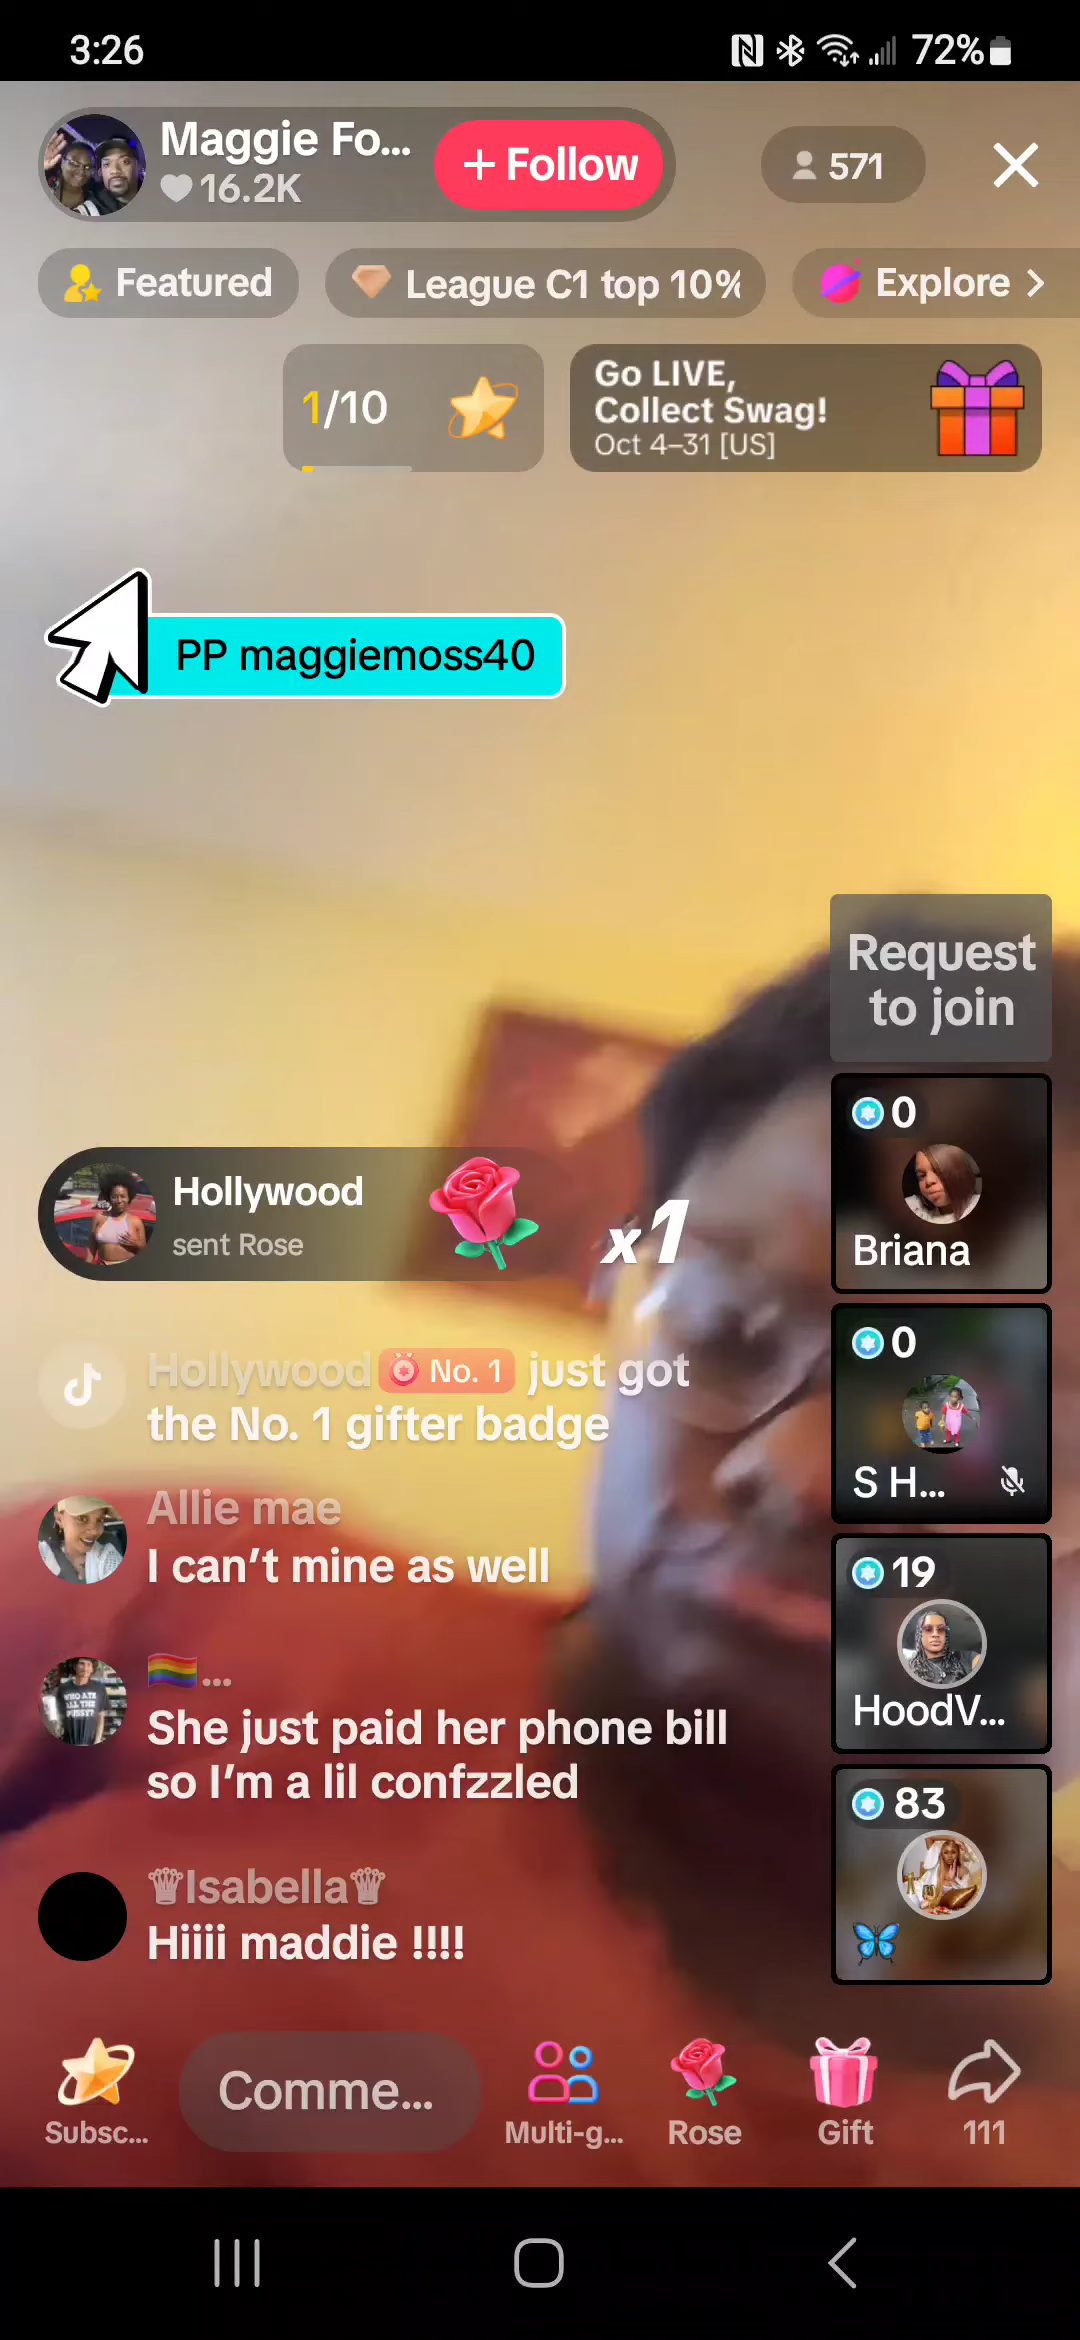 3:26
72%
Maggie Fo...
16.2K
+ Follow
571
Featured
League C1 top 10%
Explore >
1/10
Go LIVE,
Collect Swag!
Oct 4–31 [US]
PP maggiemoss40
Request
to join
0
Briana
Hollywood
sent Rose
x1
0
S H...
Hollywood No. 1 just got
the No. 1 gifter badge
Allie mae
I can't mine as well
19
HoodV...
🏳️‍🌈...
She just paid her phone bill
so I'm a lil confzzled
83
🦋
♛Isabella♛
Hiiii maddie !!!!
Subsc...
Comme...
Multi-g...
Rose
Gift
111